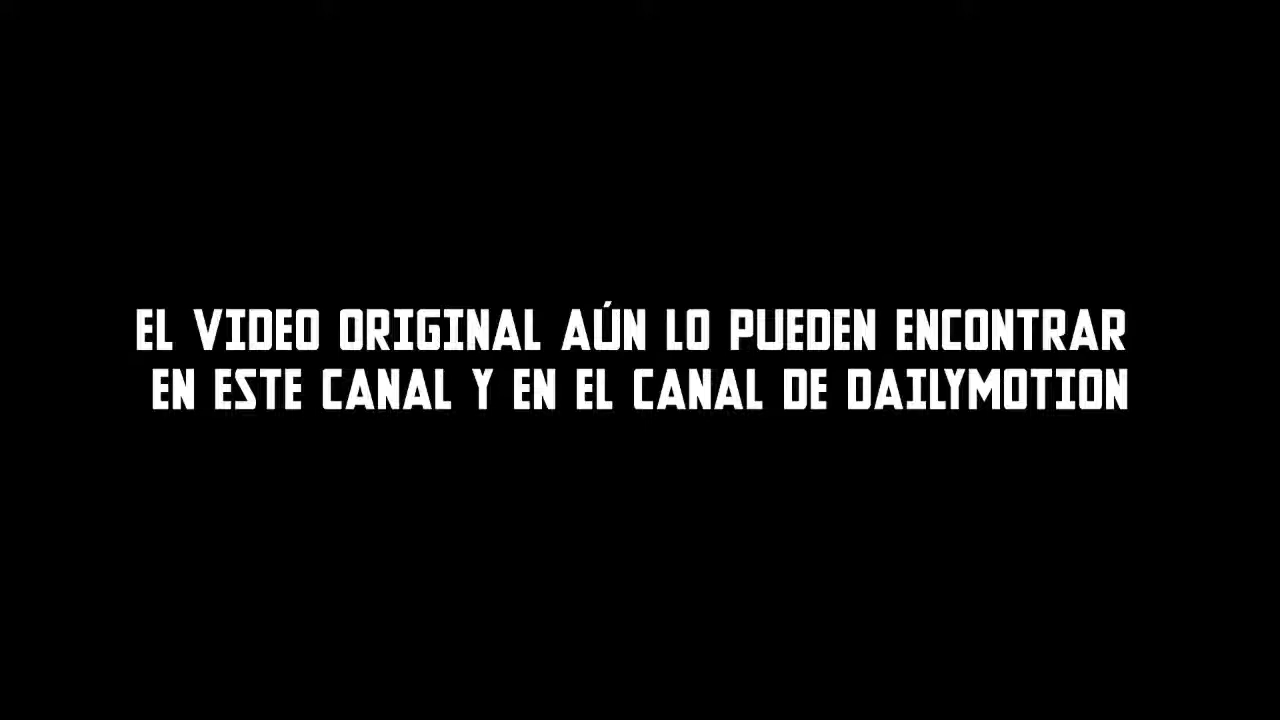 EL VIDEO ORIGINAL AÚN LO PUEDEN ENCONTRAR
EN ESTE CANAL Y EN EL CANAL DE DAILYMOTION